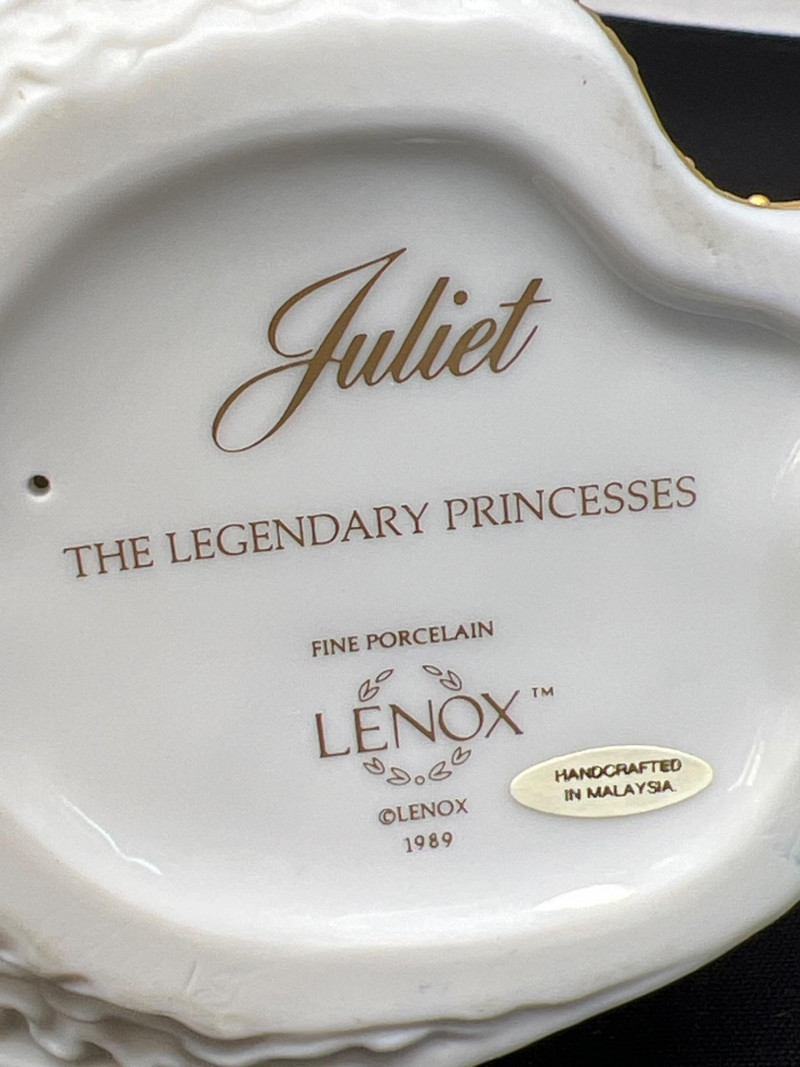 Juliet
THE LEGENDARY PRINCESSES
FINE PORCELAIN
LENOX™
©LENOX
1989
HANDCRAFTED
IN MALAYSIA.